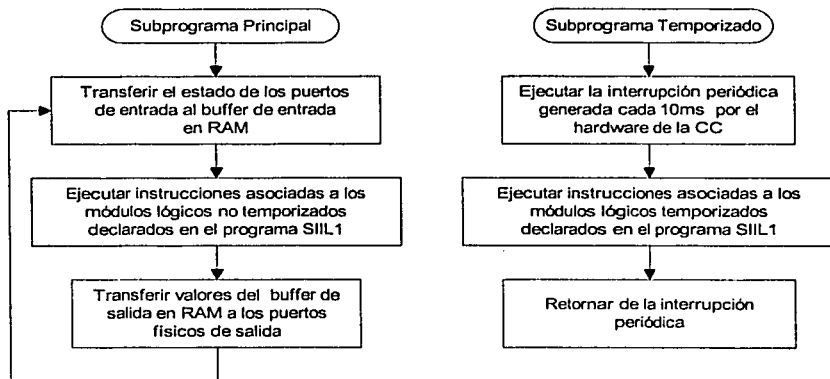 Subprograma Principal
Transferir el estado de los puertos
de entrada al buffer de entrada
en RAM
Ejecutar instrucciones asociadas a los
módulos lógicos no temporizados
declarados en el programa SIIL1
Transferir valores del buffer de
salida en RAM a los puertos
físicos de salida
Subprograma Temporizado
Ejecutar la interrupción periódica
generada cada 10ms por el
hardware de la CC
Ejecutar instrucciones asociadas a los
módulos lógicos temporizados
declarados en el programa SIIL1
Retornar de la interrupción
periódica